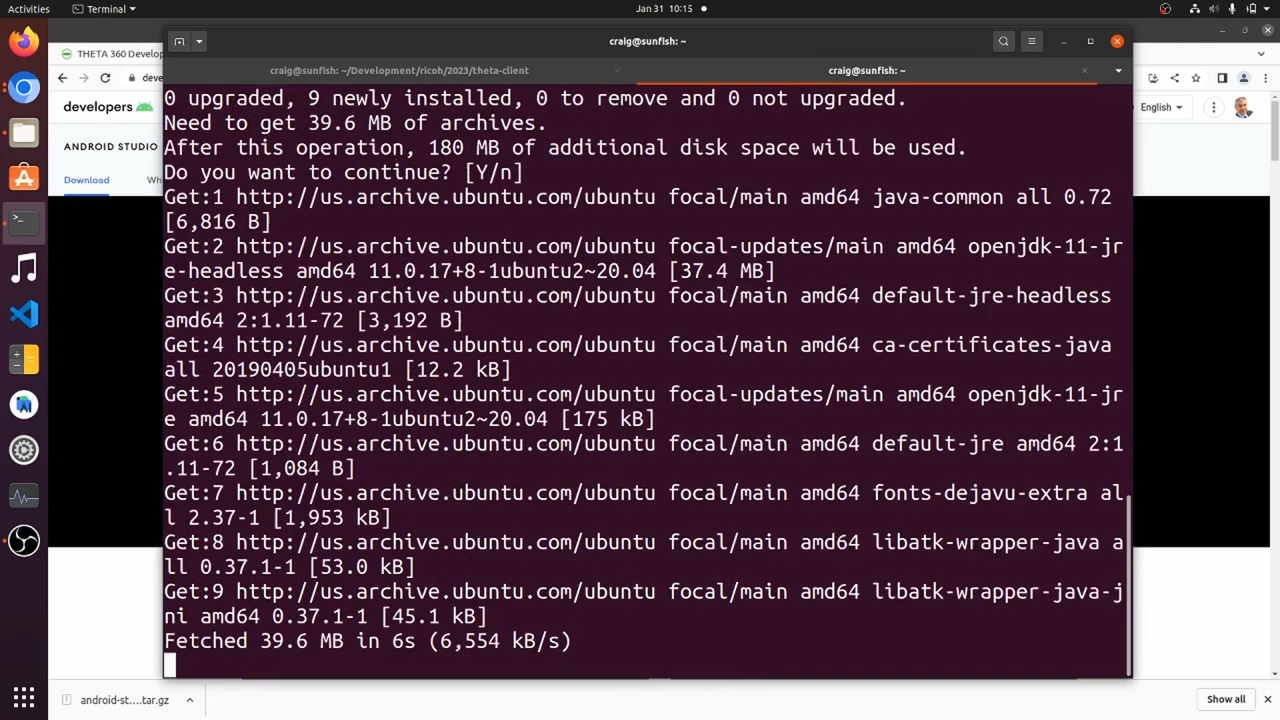 Activities
Terminal
Jan 31 10:15
craig@sunfish: ~
THETA 360 Develop
craig@sunfish: ~/Development/ricoh/2023/theta-client
craig@sunfish: ~
deve
developers
English
ANDROID STUDIO
Download
Wh
0 upgraded, 9 newly installed, 0 to remove and 0 not upgraded.
Need to get 39.6 MB of archives.
After this operation, 180 MB of additional disk space will be used.
Do you want to continue? [Y/n]
Get:1 http://us.archive.ubuntu.com/ubuntu focal/main amd64 java-common all 0.72
[6,816 B]
Get:2 http://us.archive.ubuntu.com/ubuntu focal-updates/main amd64 openjdk-11-jr
e-headless amd64 11.0.17+8-1ubuntu2~20.04 [37.4 MB]
Get:3 http://us.archive.ubuntu.com/ubuntu focal/main amd64 default-jre-headless
amd64 2:1.11-72 [3,192 B]
Get:4 http://us.archive.ubuntu.com/ubuntu focal/main amd64 ca-certificates-java
all 20190405ubuntu1 [12.2 kB]
Get:5 http://us.archive.ubuntu.com/ubuntu focal-updates/main amd64 openjdk-11-jr
e amd64 11.0.17+8-1ubuntu2~20.04 [175 kB]
Get:6 http://us.archive.ubuntu.com/ubuntu focal/main amd64 default-jre amd64 2:1
.11-72 [1,084 B]
Get:7 http://us.archive.ubuntu.com/ubuntu focal/main amd64 fonts-dejavu-extra al
l 2.37-1 [1,953 kB]
Get:8 http://us.archive.ubuntu.com/ubuntu focal/main amd64 libatk-wrapper-java a
ll 0.37.1-1 [53.0 kB]
Get:9 http://us.archive.ubuntu.com/ubuntu focal/main amd64 libatk-wrapper-java-j
ni amd64 0.37.1-1 [45.1 kB]
Fetched 39.6 MB in 6s (6,554 kB/s)
android-st....tar.gz
Show all